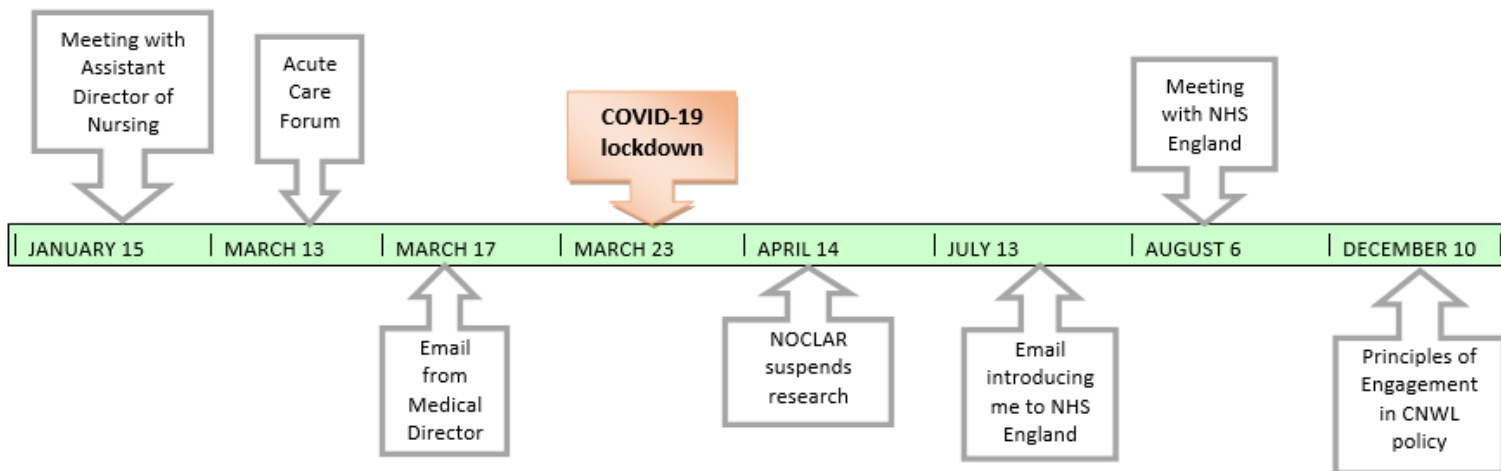 Meeting with
Assistant
Director of
Nursing
Acute
Care
Forum
COVID-19
lockdown
Meeting
with NHS
England
JANUARY 15
MARCH 13
MARCH 17
MARCH 23
APRIL 14
JULY 13
AUGUST 6
DECEMBER 10
Email
from
Medical
Director
NOCLAR
suspends
research
Email
introducing
me to NHS
England
Principles of
Engagement
in CNWL
policy